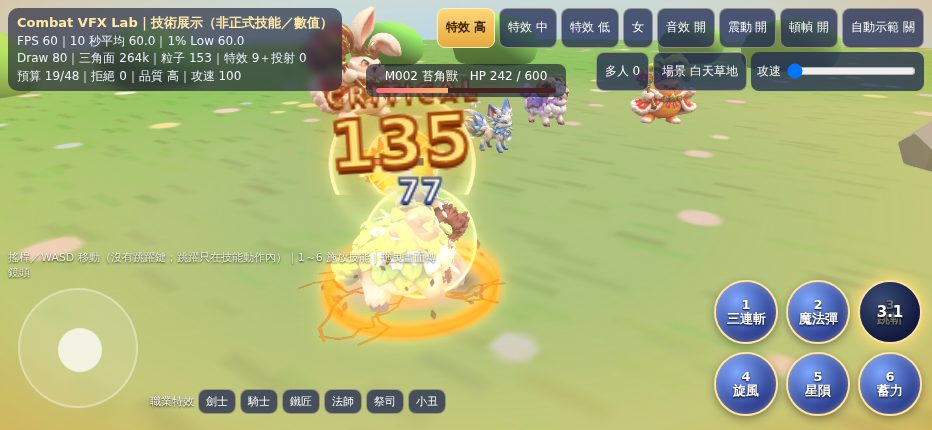 Combat VFX Lab｜技術展示（非正式技能／數值）
FPS 60｜10 秒平均 60.0｜1% Low 60.0
Draw 80｜三角面 264k｜粒子 153｜特效 9＋投射 0
預算 19/48｜拒絕 0｜品質 高｜攻速 100
特效 高
特效 中
特效 低
女
音效 開
震動 開
頓幀 開
自動示範 關
多人 0
場景 白天草地
攻速
M002 苔角獸 HP 242 / 600
CRITICAL
135
77
搖桿／WASD 移動（沒有跳躍鍵；跳躍只在技能動作內）｜1～6 施放技能｜拖曳畫面轉
鏡頭
1
三連斬
2
魔法彈
3
3.1
跳斬
4
旋風
5
星隕
6
蓄力
職業特效
劍士
騎士
鐵匠
法師
祭司
小丑